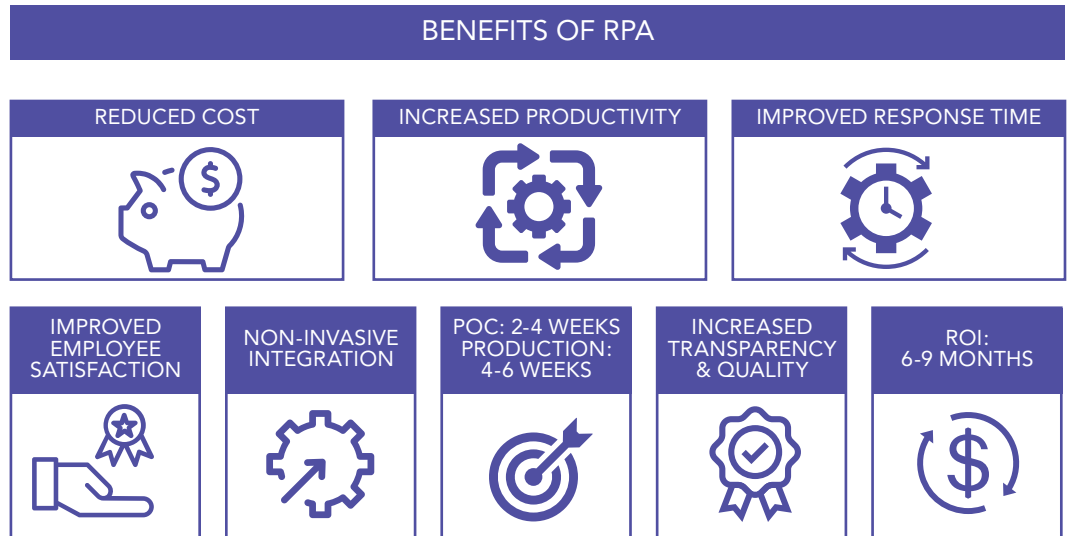 BENEFITS OF RPA
REDUCED COST
INCREASED PRODUCTIVITY
IMPROVED RESPONSE TIME
$
IMPROVED
EMPLOYEE
SATISFACTION
NON-INVASIVE
INTEGRATION
POC: 2-4 WEEKS
PRODUCTION:
4-6 WEEKS
INCREASED
TRANSPARENCY
& QUALITY
ROI:
6-9 MONTHS
$